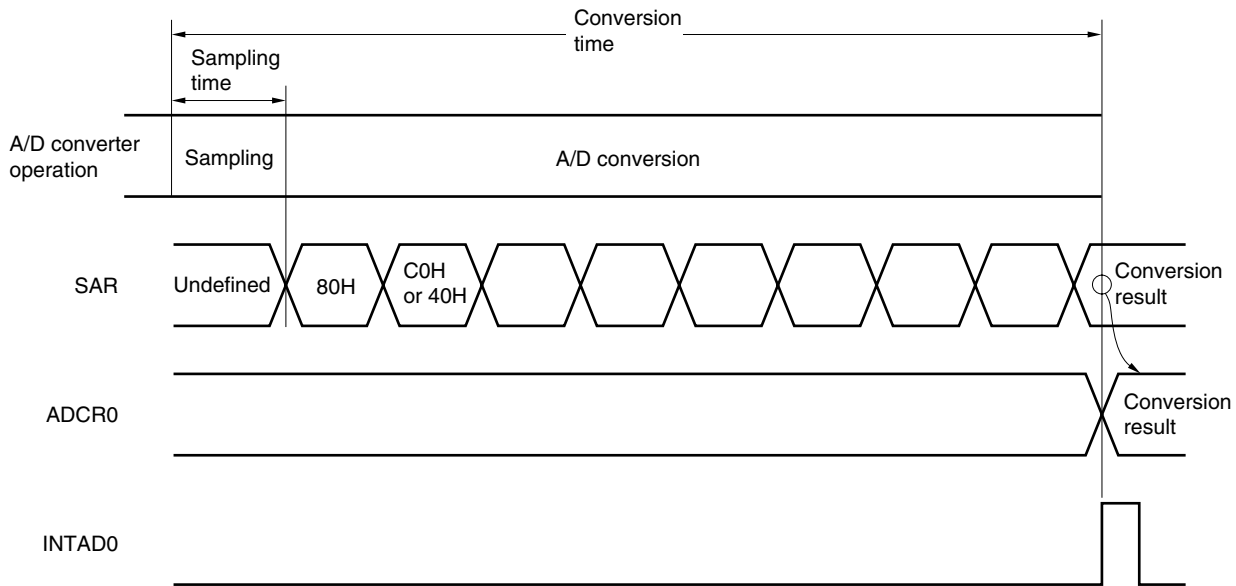 Conversion
time
Sampling
time
A/D converter
operation
Sampling
A/D conversion
SAR
Undefined
80H
C0H
or 40H
Conversion
result
ADCR0
Conversion
result
INTAD0